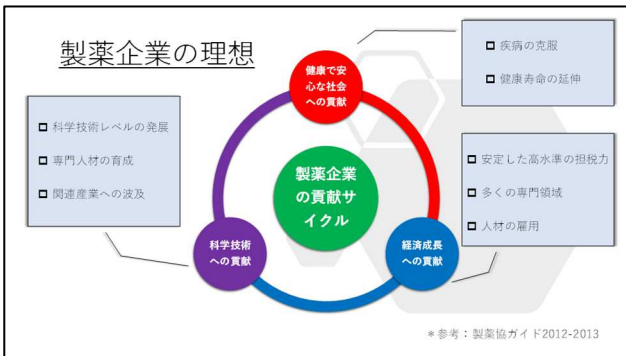 製薬企業の理想
健康で安
心な社会
への貢献
疾病の克服
健康寿命の延伸
科学技術レベルの発展
専門人材の育成
関連産業への波及
製薬企業
の貢献サ
イクル
安定した高水準の担税力
多くの専門領域
人材の雇用
科学技術
への貢献
経済成長
への貢献
*参考:製薬協ガイド2012-2013